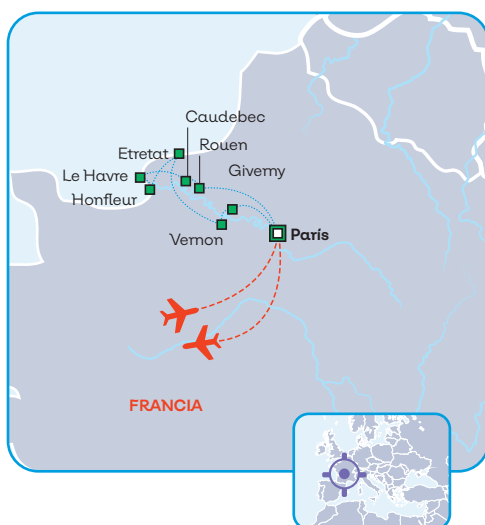 Caudebec
Etretat
Rouen
Le Havre
Giverny
Honfleur
Vernon
París
FRANCIA